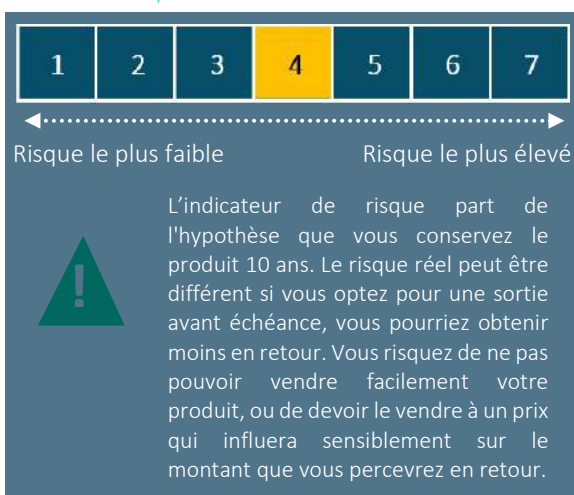 1 2 3 4 5 6 7
Risque le plus faible Risque le plus élevé
L’indicateur de risque part de
l'hypothèse que vous conservez le
produit 10 ans. Le risque réel peut être
différent si vous optez pour une sortie
avant échéance, vous pourriez obtenir
moins en retour. Vous risquez de ne pas
pouvoir vendre facilement votre
produit, ou de devoir le vendre à un prix
qui influera sensiblement sur le
montant que vous percevrez en retour.
!